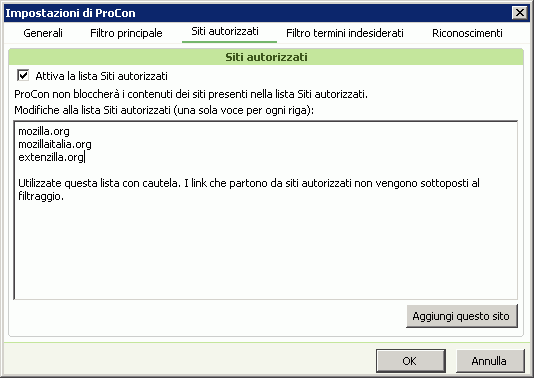 Impostazioni di ProCon
Generali Filtro principale Siti autorizzati Filtro termini indesiderati Riconoscimenti
Siti autorizzati
Attiva la lista Siti autorizzati
ProCon non bloccherà i contenuti dei siti presenti nella lista Siti autorizzati.
Modifiche alla lista Siti autorizzati (una sola voce per ogni riga):
mozilla.org
mozillaitalia.org
extenzilla.org
Utilizzate questa lista con cautela. I link che partono da siti autorizzati non vengono sottoposti al
filtraggio.
Aggiungi questo sito
OK Annulla